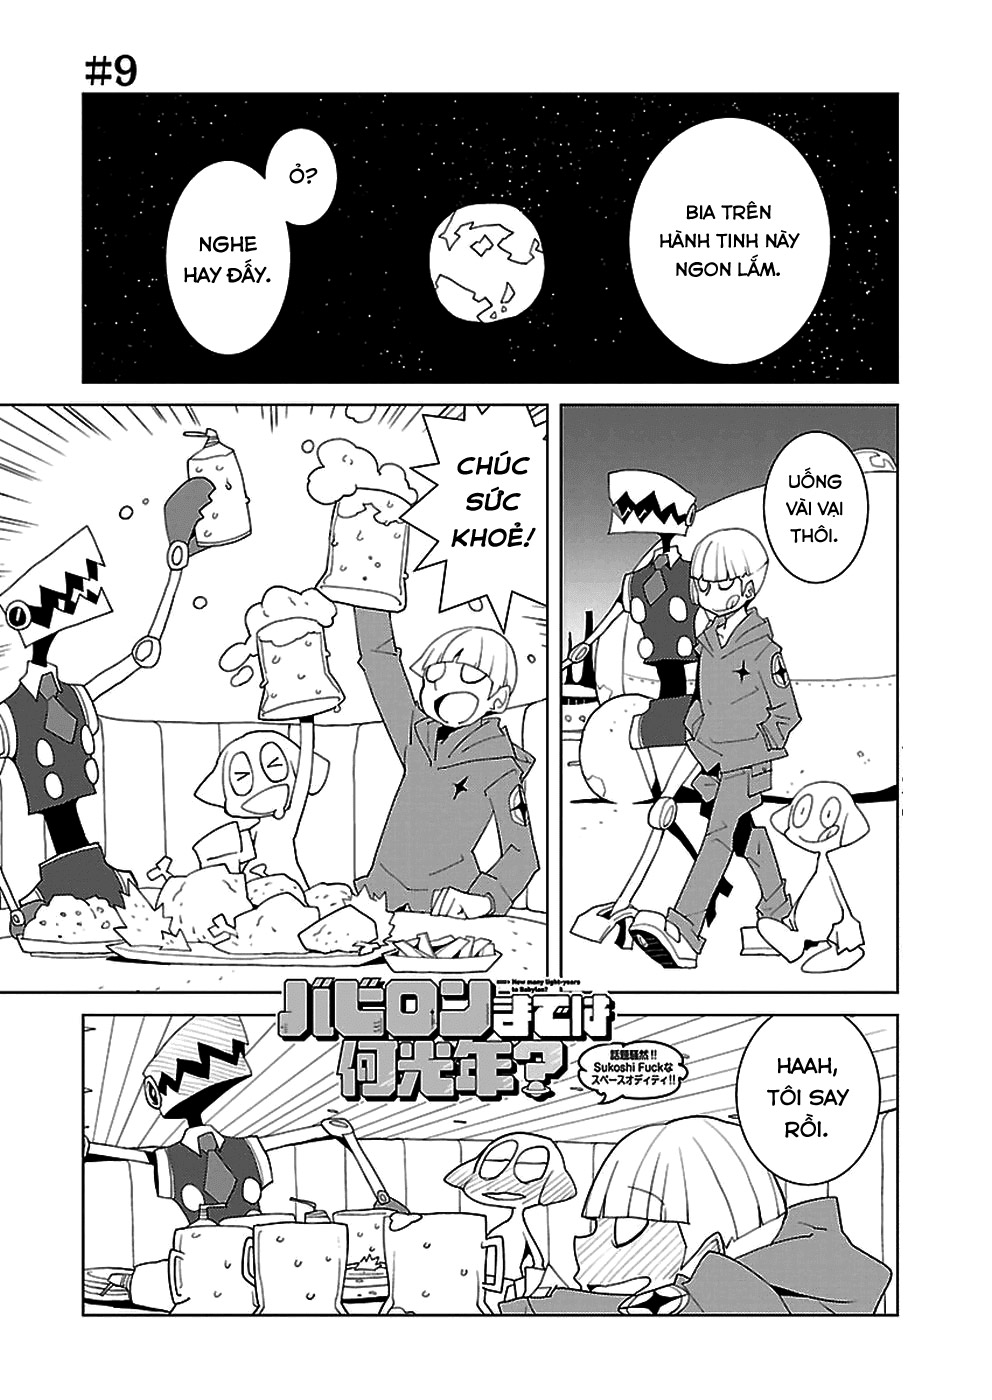 #9
BIA TRÊN
HÀNH TINH NÀY
NGON LẮM.
Ỏ?
NGHE
HAY ĐẤY.
UỐNG
VÀI VẠI
THÔI.
CHÚC
SỨC
KHOẺ!
バビロンまでは
How many light-years
to Babylon?
何光年?
話題騒然!!
Sukoshi Fuckな
スペースオディティ!!
HAAH,
TÔI SAY
RỒI.